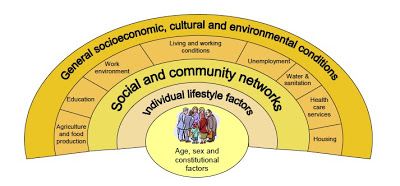 General socioeconomic, cultural and environmental conditions
Living and working
conditions
Work
environment
Unemployment
Education
Water &
sanitation
Agriculture
and food
production
Health
care
services
Housing
Social and community networks
Individual lifestyle factors
Age, sex and
constitutional
factors